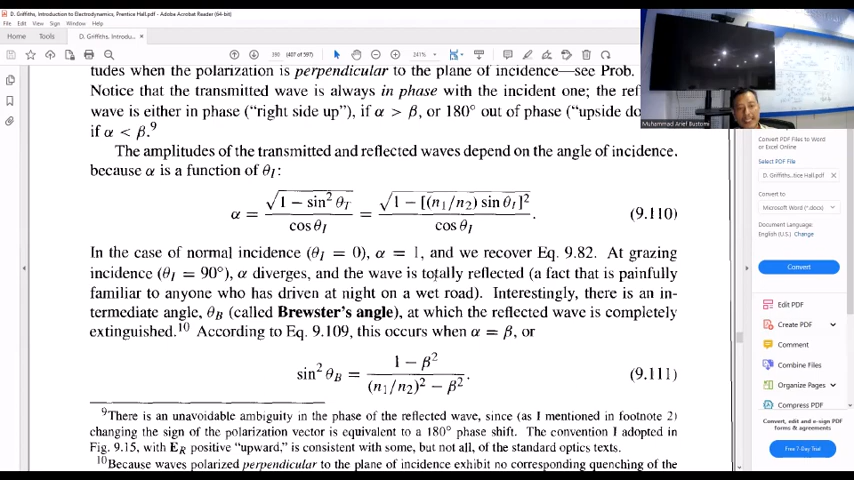 D. Griffiths, Introduction to Electrodynamics, Prentice Hall.pdf - Adobe Acrobat Reader (64-bit)
File Edit View Sign Window Help
Home Tools D. Griffiths, Introdu... ×
390 (407 of 597) 241%
tudes when the polarization is perpendicular to the plane of incidence—see Prob.
Notice that the transmitted wave is always in phase with the incident one; the ref
wave is either in phase ("right side up"), if α > β, or 180° out of phase ("upside do
if α < β.⁹
The amplitudes of the transmitted and reflected waves depend on the angle of incidence,
because α is a function of θI:
α = √(1 − sin² θT) / cos θI = √(1 − [(n1/n2) sin θI]²) / cos θI. (9.110)
In the case of normal incidence (θI = 0), α = 1, and we recover Eq. 9.82. At grazing
incidence (θI = 90°), α diverges, and the wave is totally reflected (a fact that is painfully
familiar to anyone who has driven at night on a wet road). Interestingly, there is an in-
termediate angle, θB (called Brewster's angle), at which the reflected wave is completely
extinguished.¹⁰ According to Eq. 9.109, this occurs when α = β, or
sin² θB = (1 − β²) / ((n1/n2)² − β²). (9.111)
⁹There is an unavoidable ambiguity in the phase of the reflected wave, since (as I mentioned in footnote 2)
changing the sign of the polarization vector is equivalent to a 180° phase shift. The convention I adopted in
Fig. 9.15, with ER positive "upward," is consistent with some, but not all, of the standard optics texts.
¹⁰Because waves polarized perpendicular to the plane of incidence exhibit no corresponding quenching of the
Muhammad Arief Bustomi
Convert PDF Files to Word
or Excel Online
Select PDF File
D. Griffiths, ...tice Hall.pdf ×
Convert to
Microsoft Word (*.docx)
Document Language:
English (U.S.) Change
Convert
Edit PDF
Create PDF
Comment
Combine Files
Organize Pages
Compress PDF
Convert, edit and e-sign PDF
forms & agreements
Free 7-Day Trial